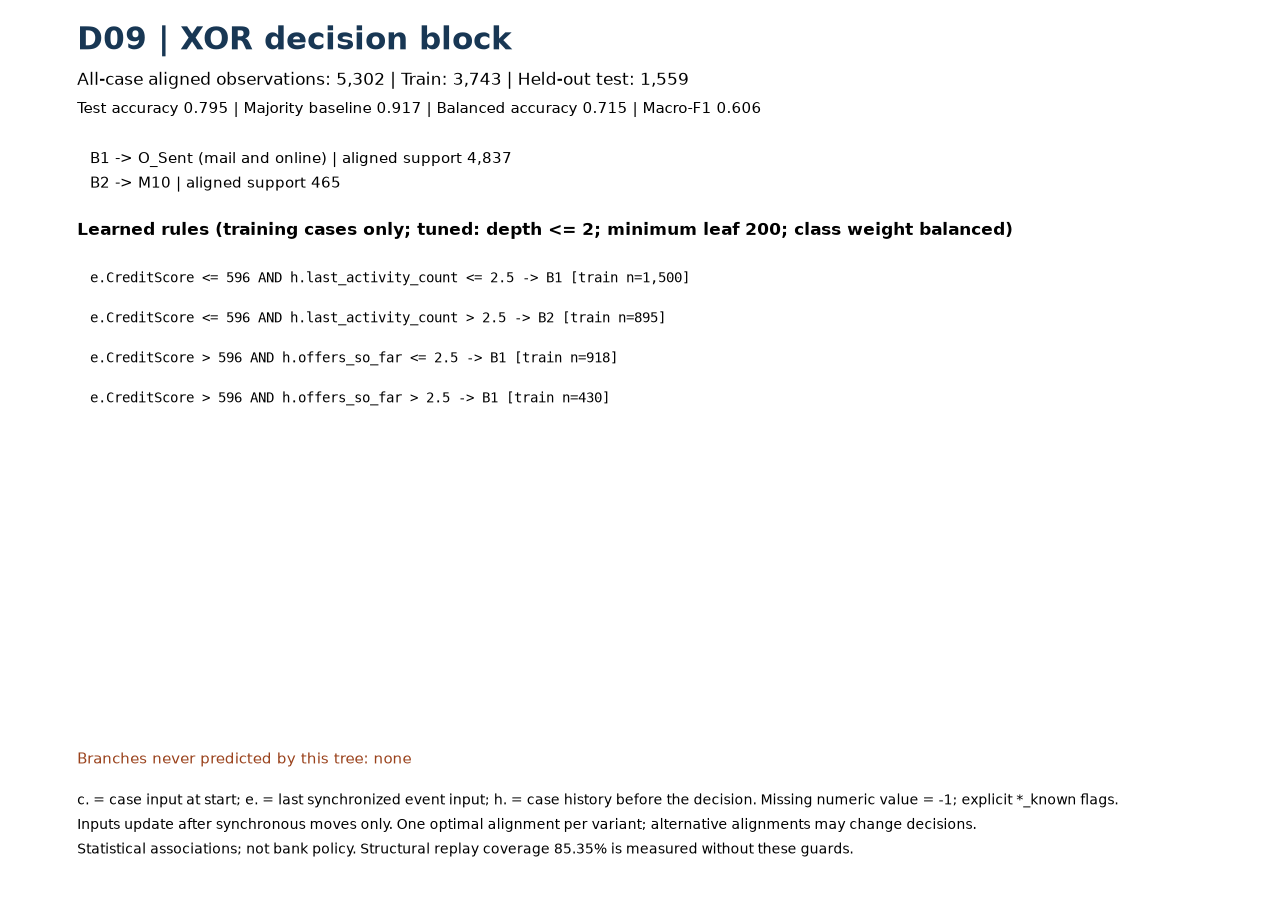 D09 | XOR decision block
All-case aligned observations: 5,302 | Train: 3,743 | Held-out test: 1,559
Test accuracy 0.795 | Majority baseline 0.917 | Balanced accuracy 0.715 | Macro-F1 0.606
B1 -> O_Sent (mail and online) | aligned support 4,837
B2 -> M10 | aligned support 465
Learned rules (training cases only; tuned: depth <= 2; minimum leaf 200; class weight balanced)
e.CreditScore <= 596 AND h.last_activity_count <= 2.5 -> B1 [train n=1,500]
e.CreditScore <= 596 AND h.last_activity_count > 2.5 -> B2 [train n=895]
e.CreditScore > 596 AND h.offers_so_far <= 2.5 -> B1 [train n=918]
e.CreditScore > 596 AND h.offers_so_far > 2.5 -> B1 [train n=430]
Branches never predicted by this tree: none
c. = case input at start; e. = last synchronized event input; h. = case history before the decision. Missing numeric value = -1; explicit *_known flags.
Inputs update after synchronous moves only. One optimal alignment per variant; alternative alignments may change decisions.
Statistical associations; not bank policy. Structural replay coverage 85.35% is measured without these guards.